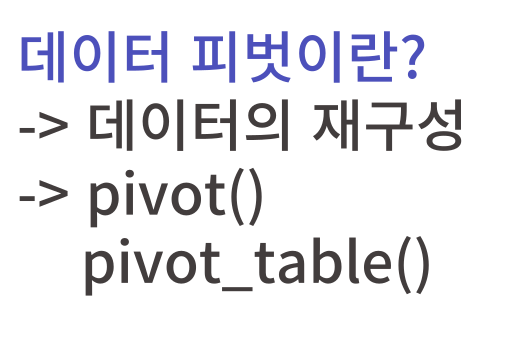 데이터 피벗이란?
-> 데이터의 재구성
-> pivot()
pivot_table()